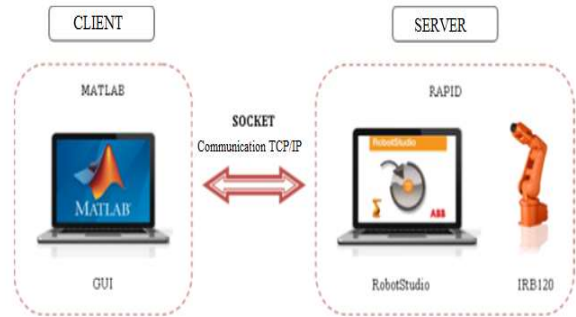 CLIENT
SERVER
MATLAB
RAPID
SOCKET
Communication TCP/IP
RobotStudio
MATLAB
ABB
GUI
RobotStudio
IRB120